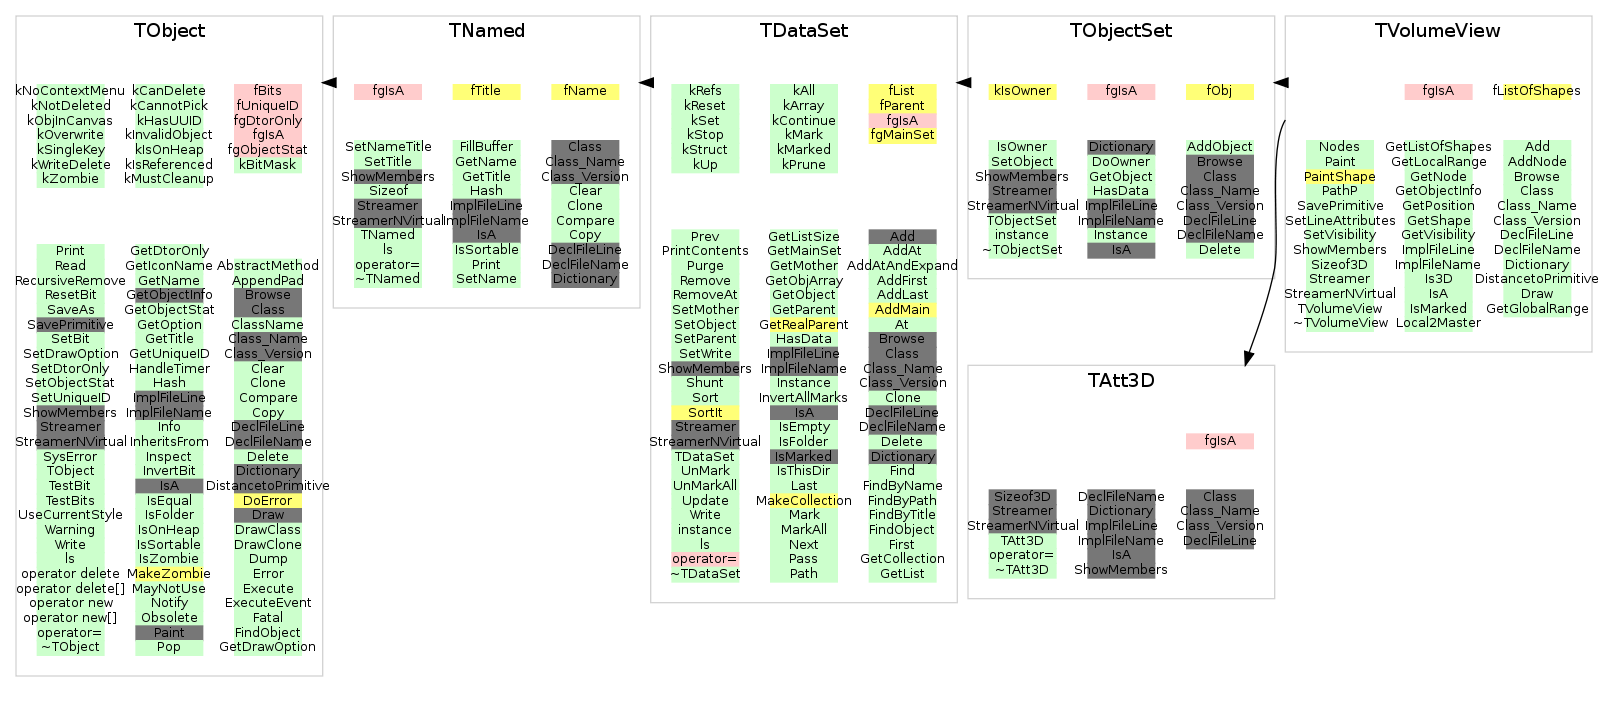 TObject
kNoContextMenu kCanDelete fBits
kNotDeleted kCannotPick fUniqueID
kObjInCanvas kHasUUID fgDtorOnly
kOverwrite kInvalidObject fgIsA
kSingleKey kIsOnHeap fgObjectStat
kWriteDelete kIsReferenced kBitMask
kZombie kMustCleanup
Print GetDtorOnly
Read GetIconName AbstractMethod
RecursiveRemove GetName AppendPad
ResetBit GetObjectInfo Browse
SaveAs GetObjectStat Class
SavePrimitive GetOption ClassName
SetBit GetTitle Class_Name
SetDrawOption GetUniqueID Class_Version
SetDtorOnly HandleTimer Clear
SetObjectStat Hash Clone
SetUniqueID ImplFileLine Compare
ShowMembers ImplFileName Copy
Streamer Info DeclFileLine
StreamerNVirtual InheritsFrom DeclFileName
SysError Inspect Delete
TObject InvertBit Dictionary
TestBit IsA DistancetoPrimitive
TestBits IsEqual DoError
UseCurrentStyle IsFolder Draw
Warning IsOnHeap DrawClass
Write IsSortable DrawClone
ls IsZombie Dump
operator delete MakeZombie Error
operator delete[] MayNotUse Execute
operator new Notify ExecuteEvent
operator new[] Obsolete Fatal
operator= Paint FindObject
~TObject Pop GetDrawOption
TNamed
fgIsA fTitle fName
SetNameTitle FillBuffer Class
SetTitle GetName Class_Name
ShowMembers GetTitle Class_Version
Sizeof Hash Clear
Streamer ImplFileLine Clone
StreamerNVirtual ImplFileName Compare
TNamed IsA Copy
ls IsSortable DeclFileLine
operator= Print DeclFileName
~TNamed SetName Dictionary
TDataSet
kRefs kAll fList
kReset kArray fParent
kSet kContinue fgIsA
kStop kMark fgMainSet
kStruct kMarked
kUp kPrune
Prev GetListSize Add
PrintContents GetMainSet AddAt
Purge GetMother AddAtAndExpand
Remove GetObjArray AddFirst
RemoveAt GetObject AddLast
SetMother GetParent AddMain
SetObject GetRealParent At
SetParent HasData Browse
SetWrite ImplFileLine Class
ShowMembers ImplFileName Class_Name
Shunt Instance Class_Version
Sort InvertAllMarks Clone
SortIt IsA DeclFileLine
Streamer IsEmpty DeclFileName
StreamerNVirtual IsFolder Delete
TDataSet IsMarked Dictionary
UnMark IsThisDir Find
UnMarkAll Last FindByName
Update MakeCollection FindByPath
Write Mark FindByTitle
instance MarkAll FindObject
ls Next First
operator= Pass GetCollection
~TDataSet Path GetList
TObjectSet
kIsOwner fgIsA fObj
IsOwner Dictionary AddObject
SetObject DoOwner Browse
ShowMembers GetObject Class
Streamer HasData Class_Name
StreamerNVirtual ImplFileLine Class_Version
TObjectSet ImplFileName DeclFileLine
instance Instance DeclFileName
~TObjectSet IsA Delete
TVolumeView
fgIsA fListOfShapes
Nodes GetListOfShapes Add
Paint GetLocalRange AddNode
PaintShape GetNode Browse
PathP GetObjectInfo Class
SavePrimitive GetPosition Class_Name
SetLineAttributes GetShape Class_Version
SetVisibility GetVisibility DeclFileLine
ShowMembers ImplFileLine DeclFileName
Sizeof3D ImplFileName Dictionary
Streamer Is3D DistancetoPrimitive
StreamerNVirtual IsA Draw
TVolumeView IsMarked GetGlobalRange
~TVolumeView Local2Master
TAtt3D
fgIsA
Sizeof3D DeclFileName Class
Streamer Dictionary Class_Name
StreamerNVirtual ImplFileLine Class_Version
TAtt3D ImplFileName DeclFileLine
operator= IsA
~TAtt3D ShowMembers